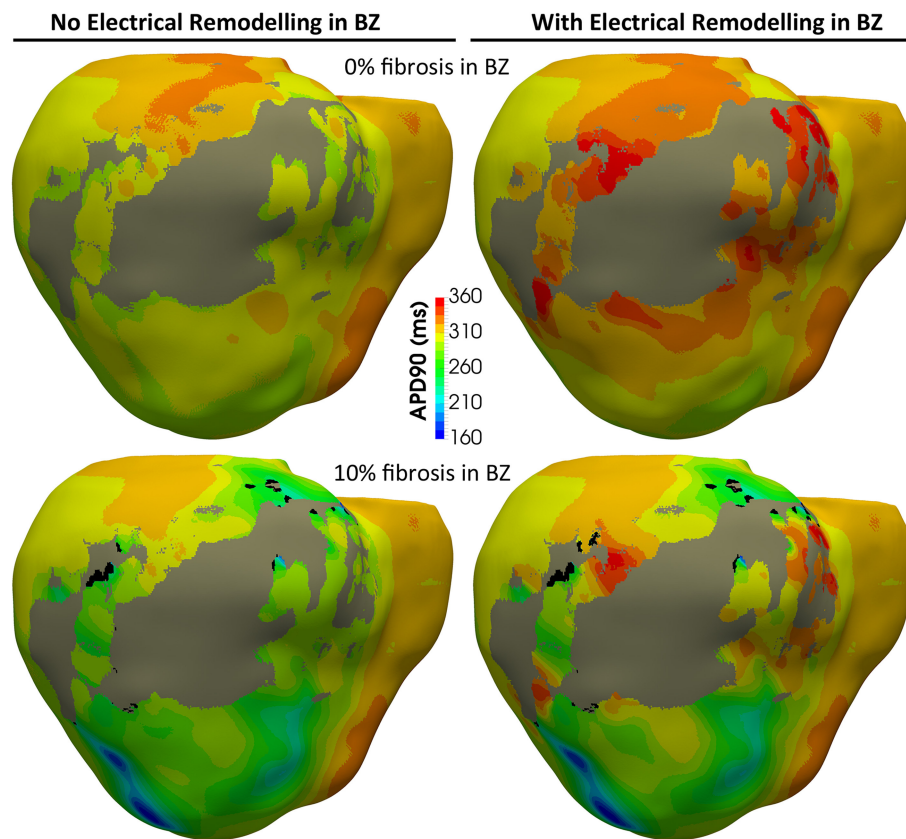 No Electrical Remodelling in BZ
With Electrical Remodelling in BZ
0% fibrosis in BZ
APD90 (ms)
360
310
260
210
160
10% fibrosis in BZ